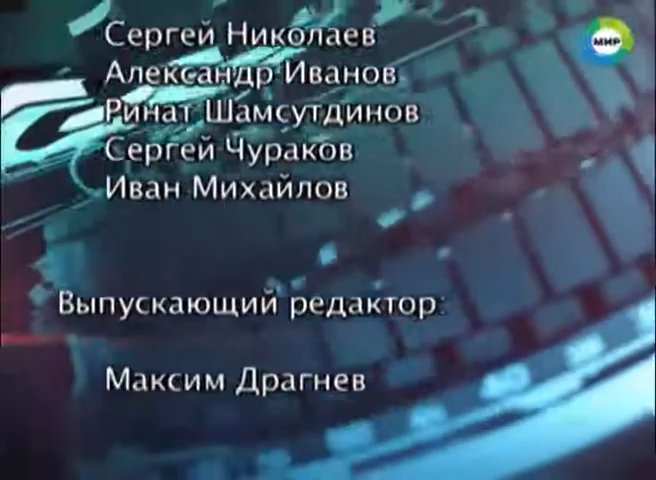 Сергей Николаев
МИР
Александр Иванов
Ринат Шамсутдинов
Сергей Чураков
Иван Михайлов
Выпускающий редактор:
Максим Драгнев